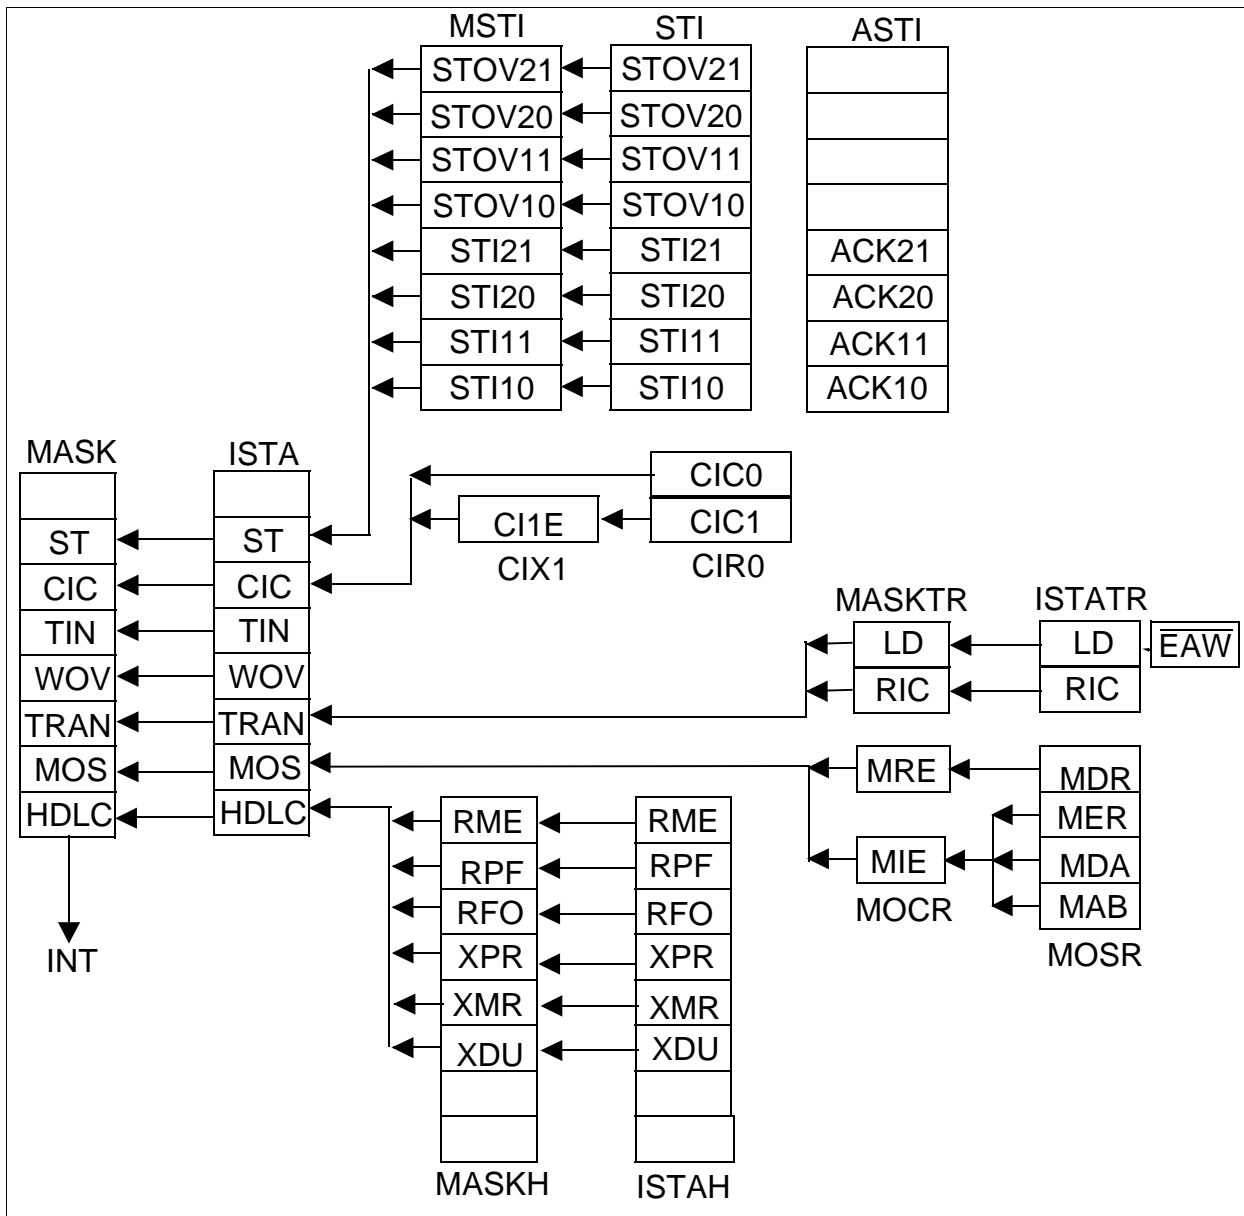 MSTI STI ASTI
STOV21 STOV21
STOV20 STOV20
STOV11 STOV11
STOV10 STOV10
STI21 STI21 ACK21
STI20 STI20 ACK20
STI11 STI11 ACK11
STI10 STI10 ACK10
MASK ISTA
CIC0
ST ST CI1E CIC1
CIX1 CIR0
CIC CIC
MASKTR ISTATR
TIN TIN LD LD EAW
WOV WOV RIC RIC
TRAN TRAN
MOS MOS MRE MDR
HDLC HDLC RME RME MER
RPF RPF MIE MDA
RFO RFO MOCR MAB
INT XPR XPR MOSR
XMR XMR
XDU XDU
MASKH ISTAH